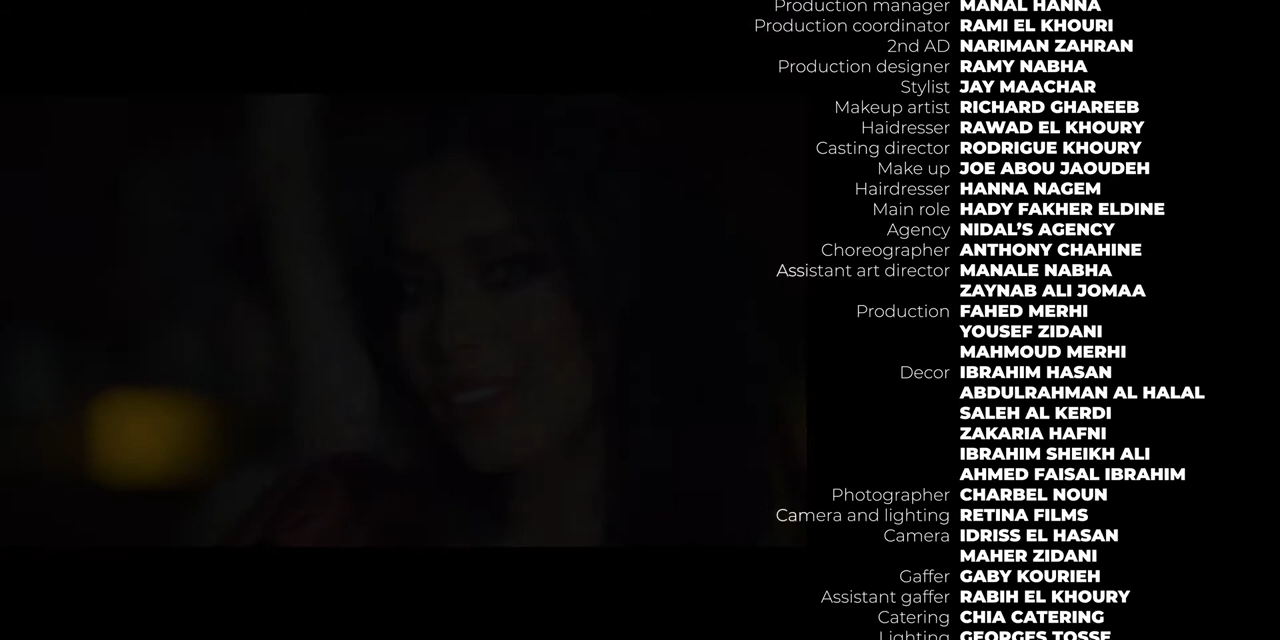 Production manager MANAL HANNA
Production coordinator RAMI EL KHOURI
2nd AD NARIMAN ZAHRAN
Production designer RAMY NABHA
Stylist JAY MAACHAR
Makeup artist RICHARD GHAREEB
Haidresser RAWAD EL KHOURY
Casting director RODRIGUE KHOURY
Make up JOE ABOU JAOUDEH
Hairdresser HANNA NAGEM
Main role HADY FAKHER ELDINE
Agency NIDAL’S AGENCY
Choreographer ANTHONY CHAHINE
Assistant art director MANALE NABHA
ZAYNAB ALI JOMAA
Production FAHED MERHI
YOUSEF ZIDANI
MAHMOUD MERHI
Decor IBRAHIM HASAN
ABDULRAHMAN AL HALAL
SALEH AL KERDI
ZAKARIA HAFNI
IBRAHIM SHEIKH ALI
AHMED FAISAL IBRAHIM
Photographer CHARBEL NOUN
Camera and lighting RETINA FILMS
Camera IDRISS EL HASAN
MAHER ZIDANI
Gaffer GABY KOURIEH
Assistant gaffer RABIH EL KHOURY
Catering CHIA CATERING
Lighting GEORGES TOSSE